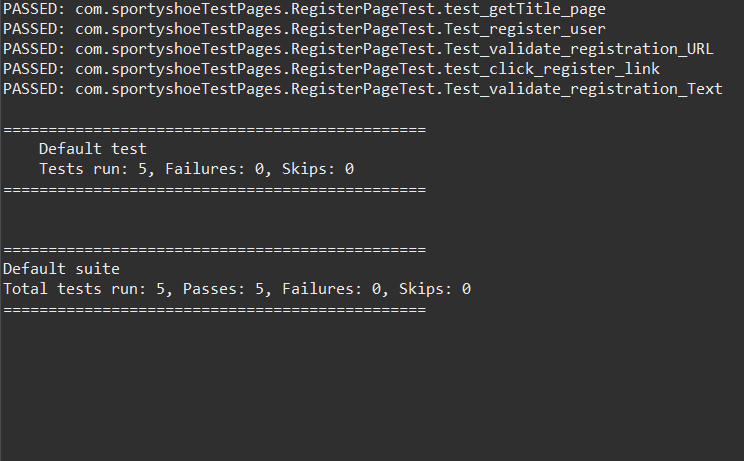 PASSED: com.sportyshoeTestPages.RegisterPageTest.test_getTitle_page
PASSED: com.sportyshoeTestPages.RegisterPageTest.Test_register_user
PASSED: com.sportyshoeTestPages.RegisterPageTest.Test_validate_registration_URL
PASSED: com.sportyshoeTestPages.RegisterPageTest.test_click_register_link
PASSED: com.sportyshoeTestPages.RegisterPageTest.Test_validate_registration_Text
===============================================
Default test
Tests run: 5, Failures: 0, Skips: 0
===============================================
===============================================
Default suite
Total tests run: 5, Passes: 5, Failures: 0, Skips: 0
===============================================